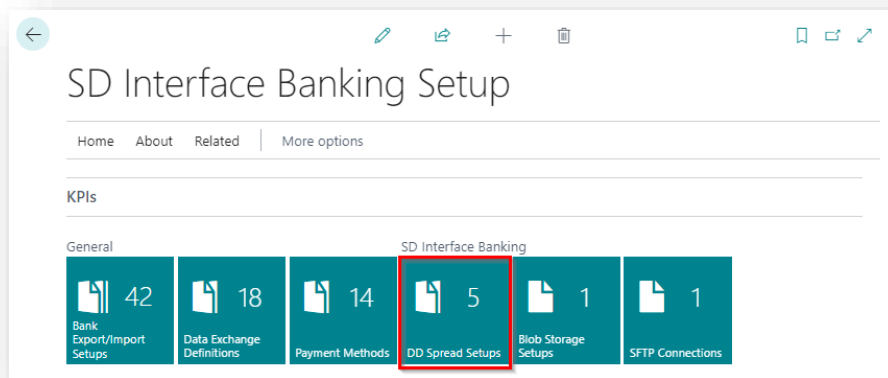 SD Interface Banking Setup
Home About Related More options
KPIs
General SD Interface Banking
42 18 14 5 1 1
Bank
Export/Import
Setups
Data Exchange
Definitions
Payment Methods
DD Spread Setups
Blob Storage
Setups
SFTP Connections